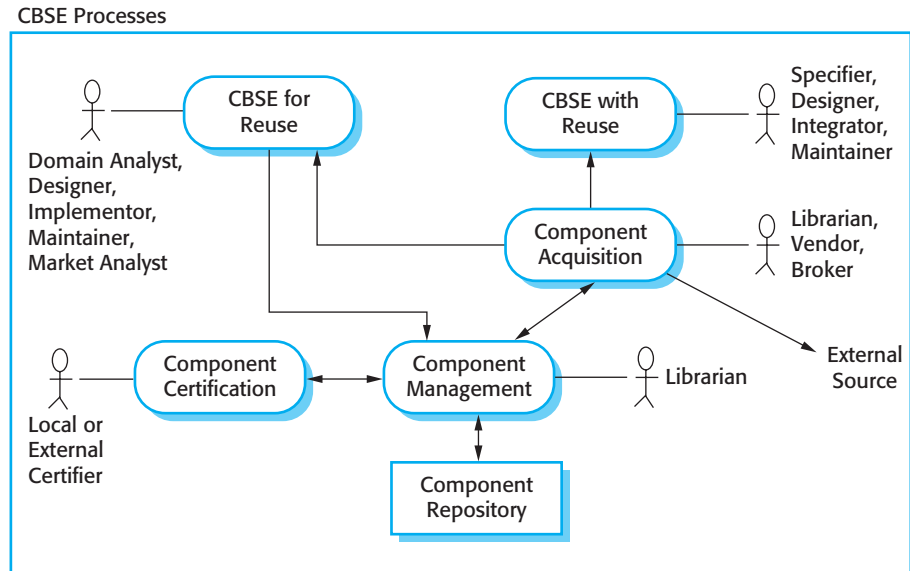 CBSE Processes
CBSE for
Reuse
Domain Analyst,
Designer,
Implementor,
Maintainer,
Market Analyst
CBSE with
Reuse
Specifier,
Designer,
Integrator,
Maintainer
Component
Acquisition
Librarian,
Vendor,
Broker
External
Source
Component
Certification
Local or
External
Certifier
Component
Management
Librarian
Component
Repository